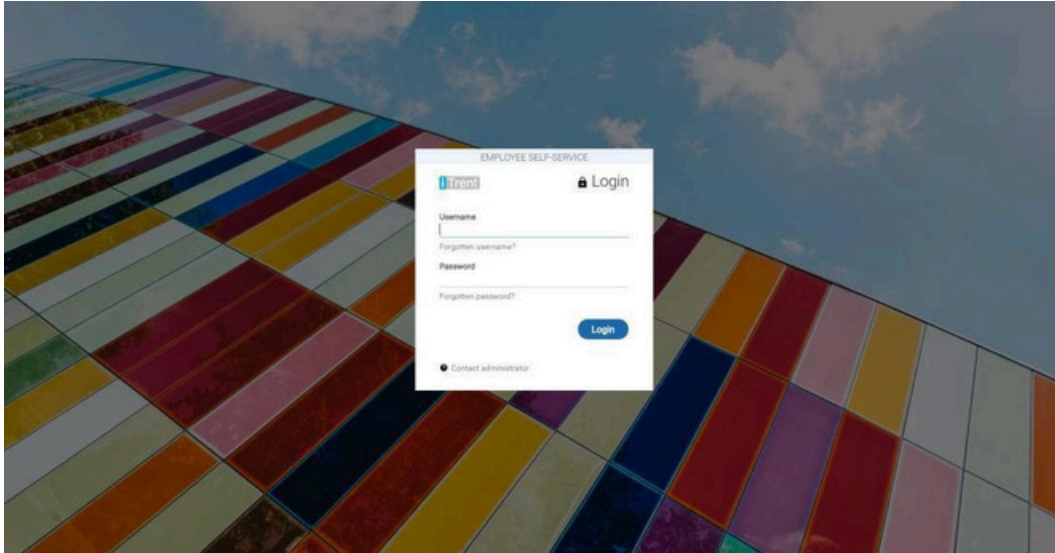 EMPLOYEE SELF-SERVICE
iTrent
Login
Username
Forgotten username?
Password
Forgotten password?
Login
Contact administrator